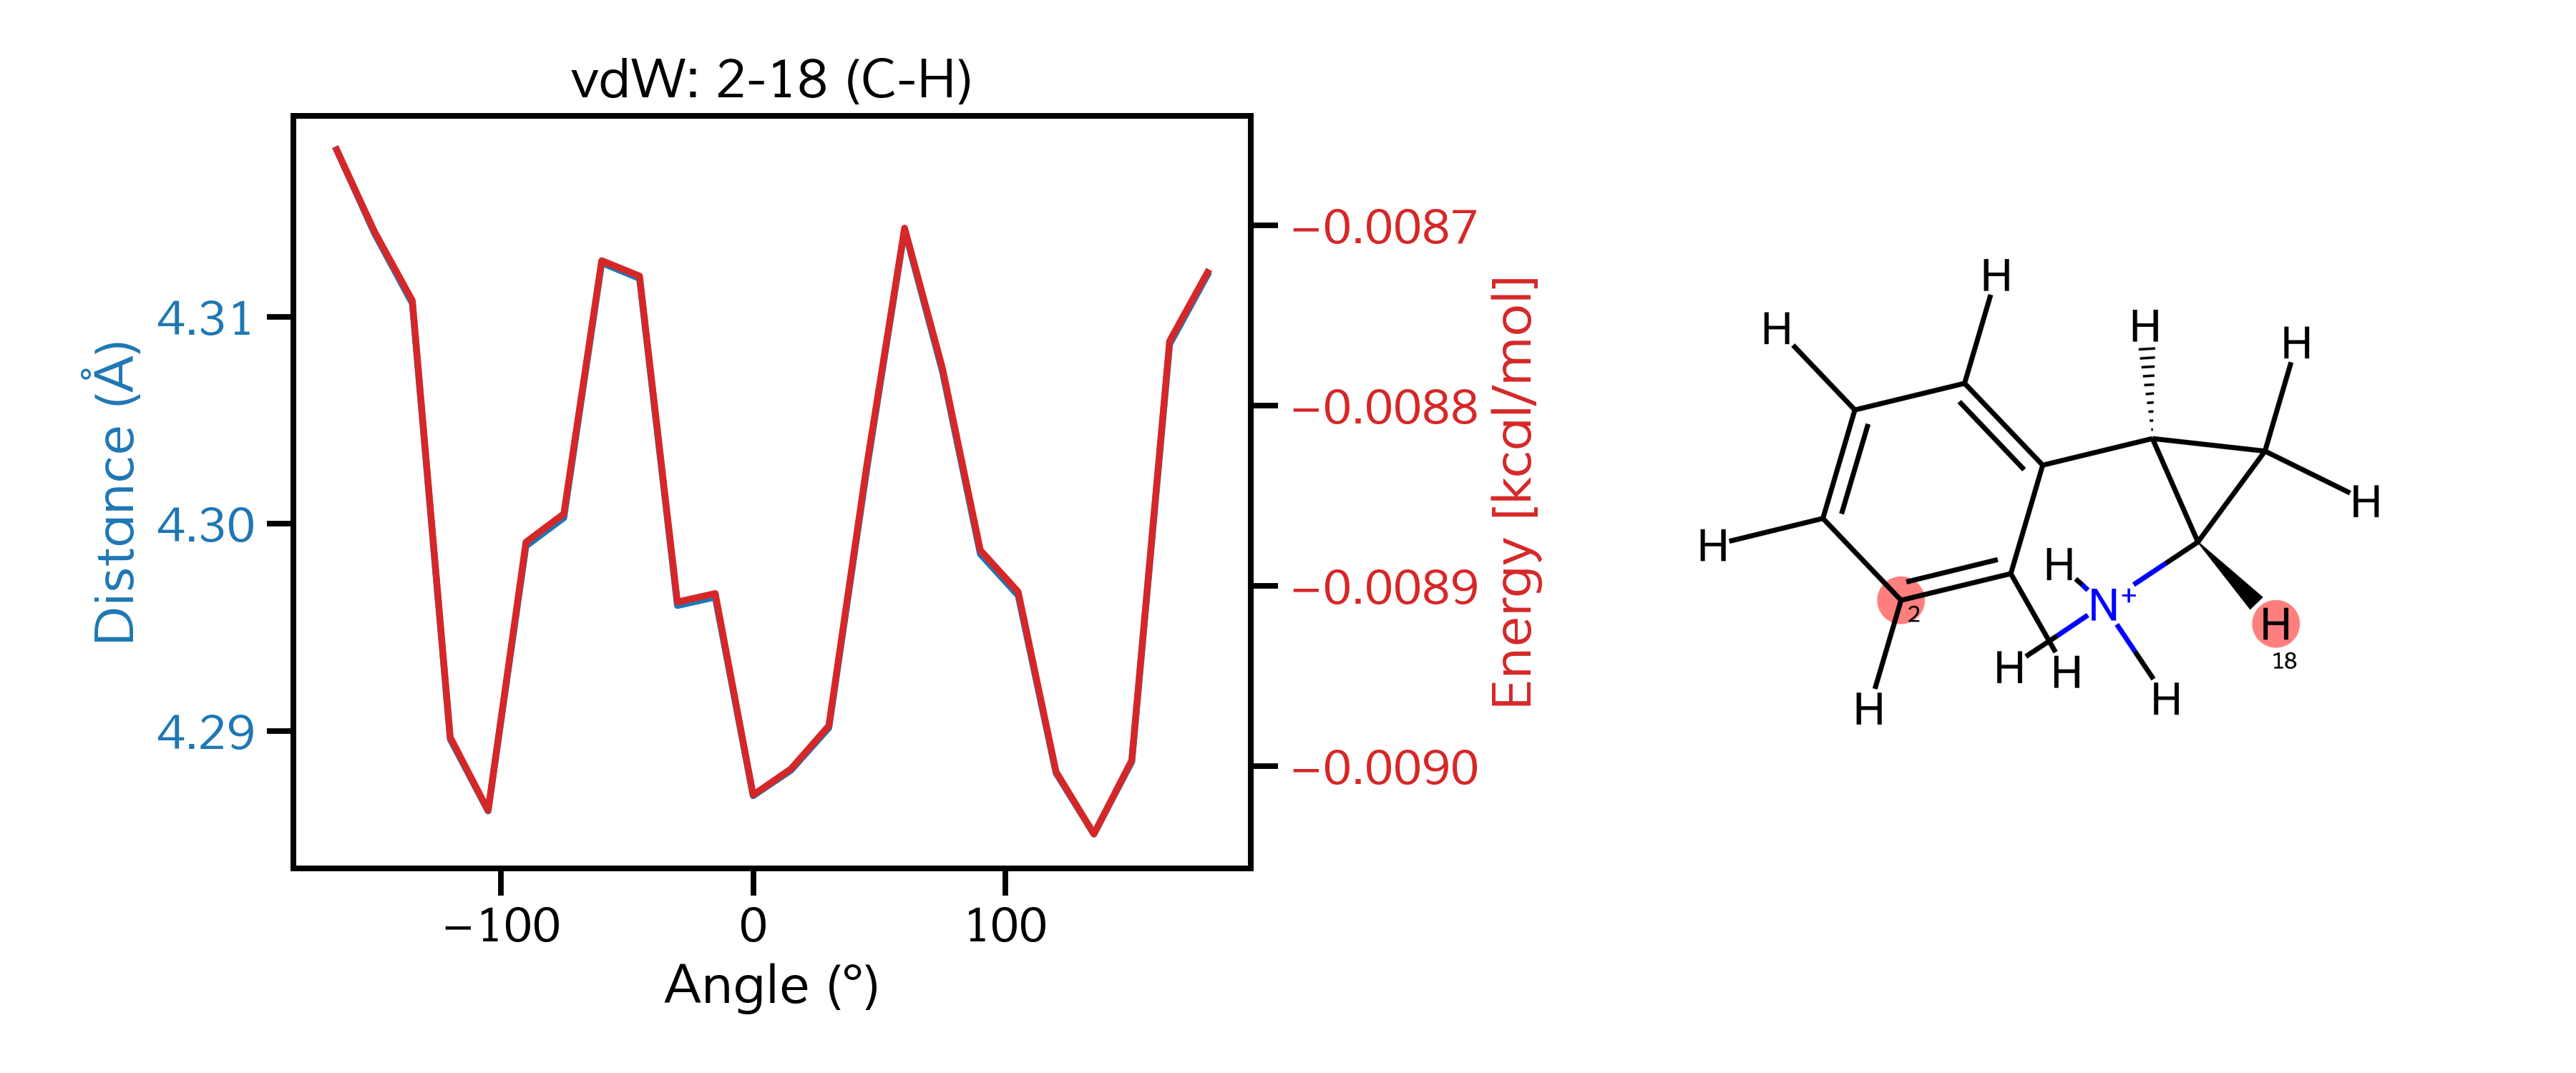 vdW: 2-18 (C-H)
Distance (Å)
4.31
4.30
4.29
−0.0087
−0.0088
−0.0089
−0.0090
Energy [kcal/mol]
−100 0 100
Angle (°)
H
H H H
H
H H
2 N+ H
18
H H H
H